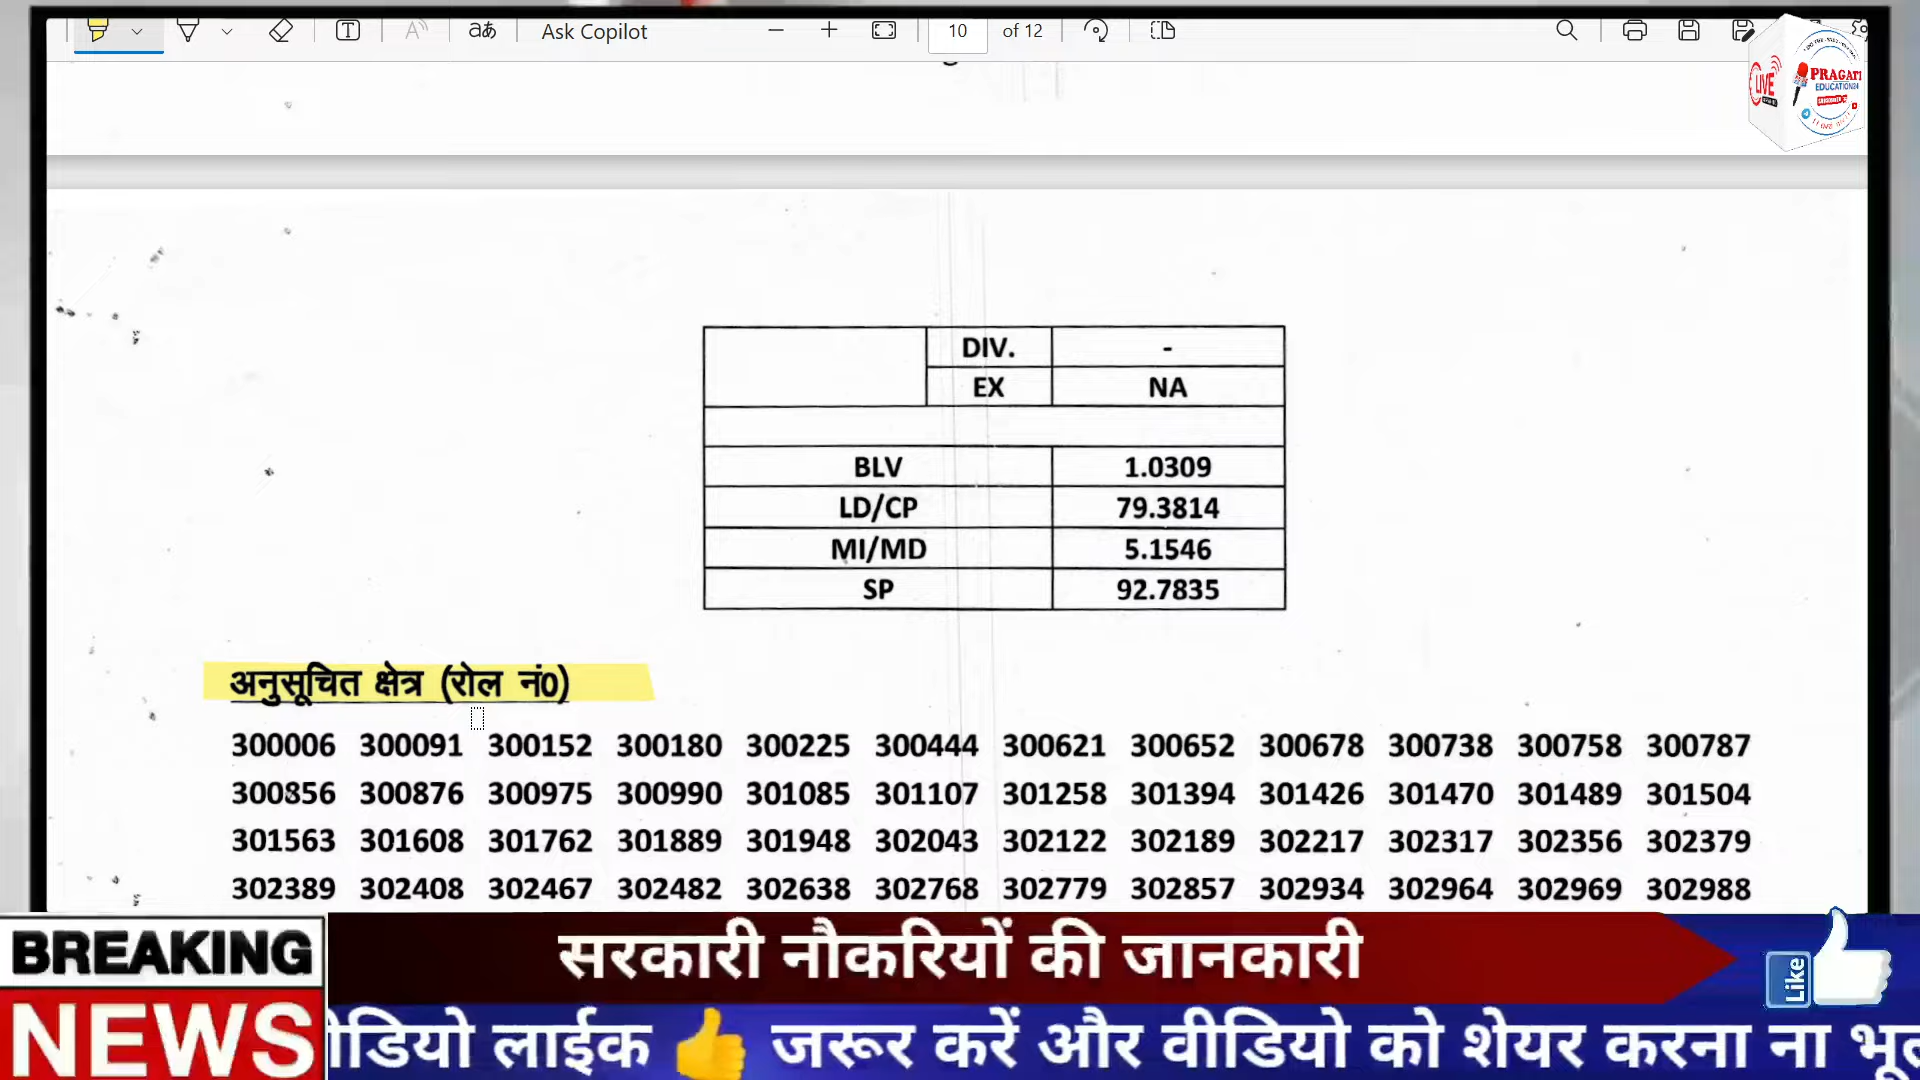 Ask Copilot
10 of 12
LIVE
PRAGATI
EDUCATION24
DIV. -
EX NA
BLV 1.0309
LD/CP 79.3814
MI/MD 5.1546
SP 92.7835
अनुसूचित क्षेत्र (रोल नं0)
300006 300091 300152 300180 300225 300444 300621 300652 300678 300738 300758 300787
300856 300876 300975 300990 301085 301107 301258 301394 301426 301470 301489 301504
301563 301608 301762 301889 301948 302043 302122 302189 302217 302317 302356 302379
302389 302408 302467 302482 302638 302768 302779 302857 302934 302964 302969 302988
BREAKING
NEWS
सरकारी नौकरियों की जानकारी
Like
लाईक 👍 जरूर करें और वीडियो को शेयर करना ना